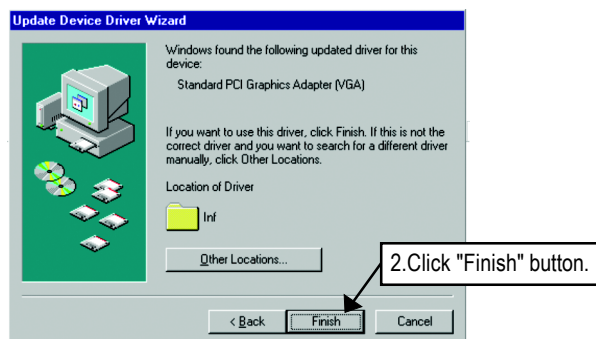 Update Device Driver Wizard
Windows found the following updated driver for this
device:
Standard PCI Graphics Adapter (VGA)
If you want to use this driver, click Finish. If this is not the
correct driver and you want to search for a different driver
manually, click Other Locations.
Location of Driver
Inf
Other Locations...
2.Click "Finish" button.
< Back
Finish
Cancel